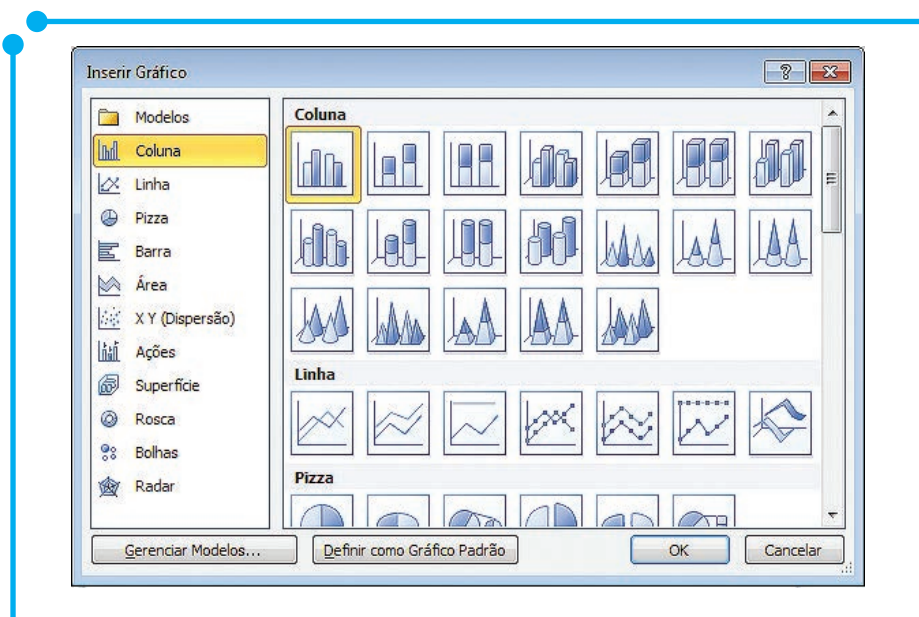 Inserir Gráfico
Modelos
Coluna
Linha
Pizza
Barra
Área
X Y (Dispersão)
Ações
Superfície
Rosca
Bolhas
Radar
Coluna
Linha
Pizza
Gerenciar Modelos...
Definir como Gráfico Padrão
OK
Cancelar